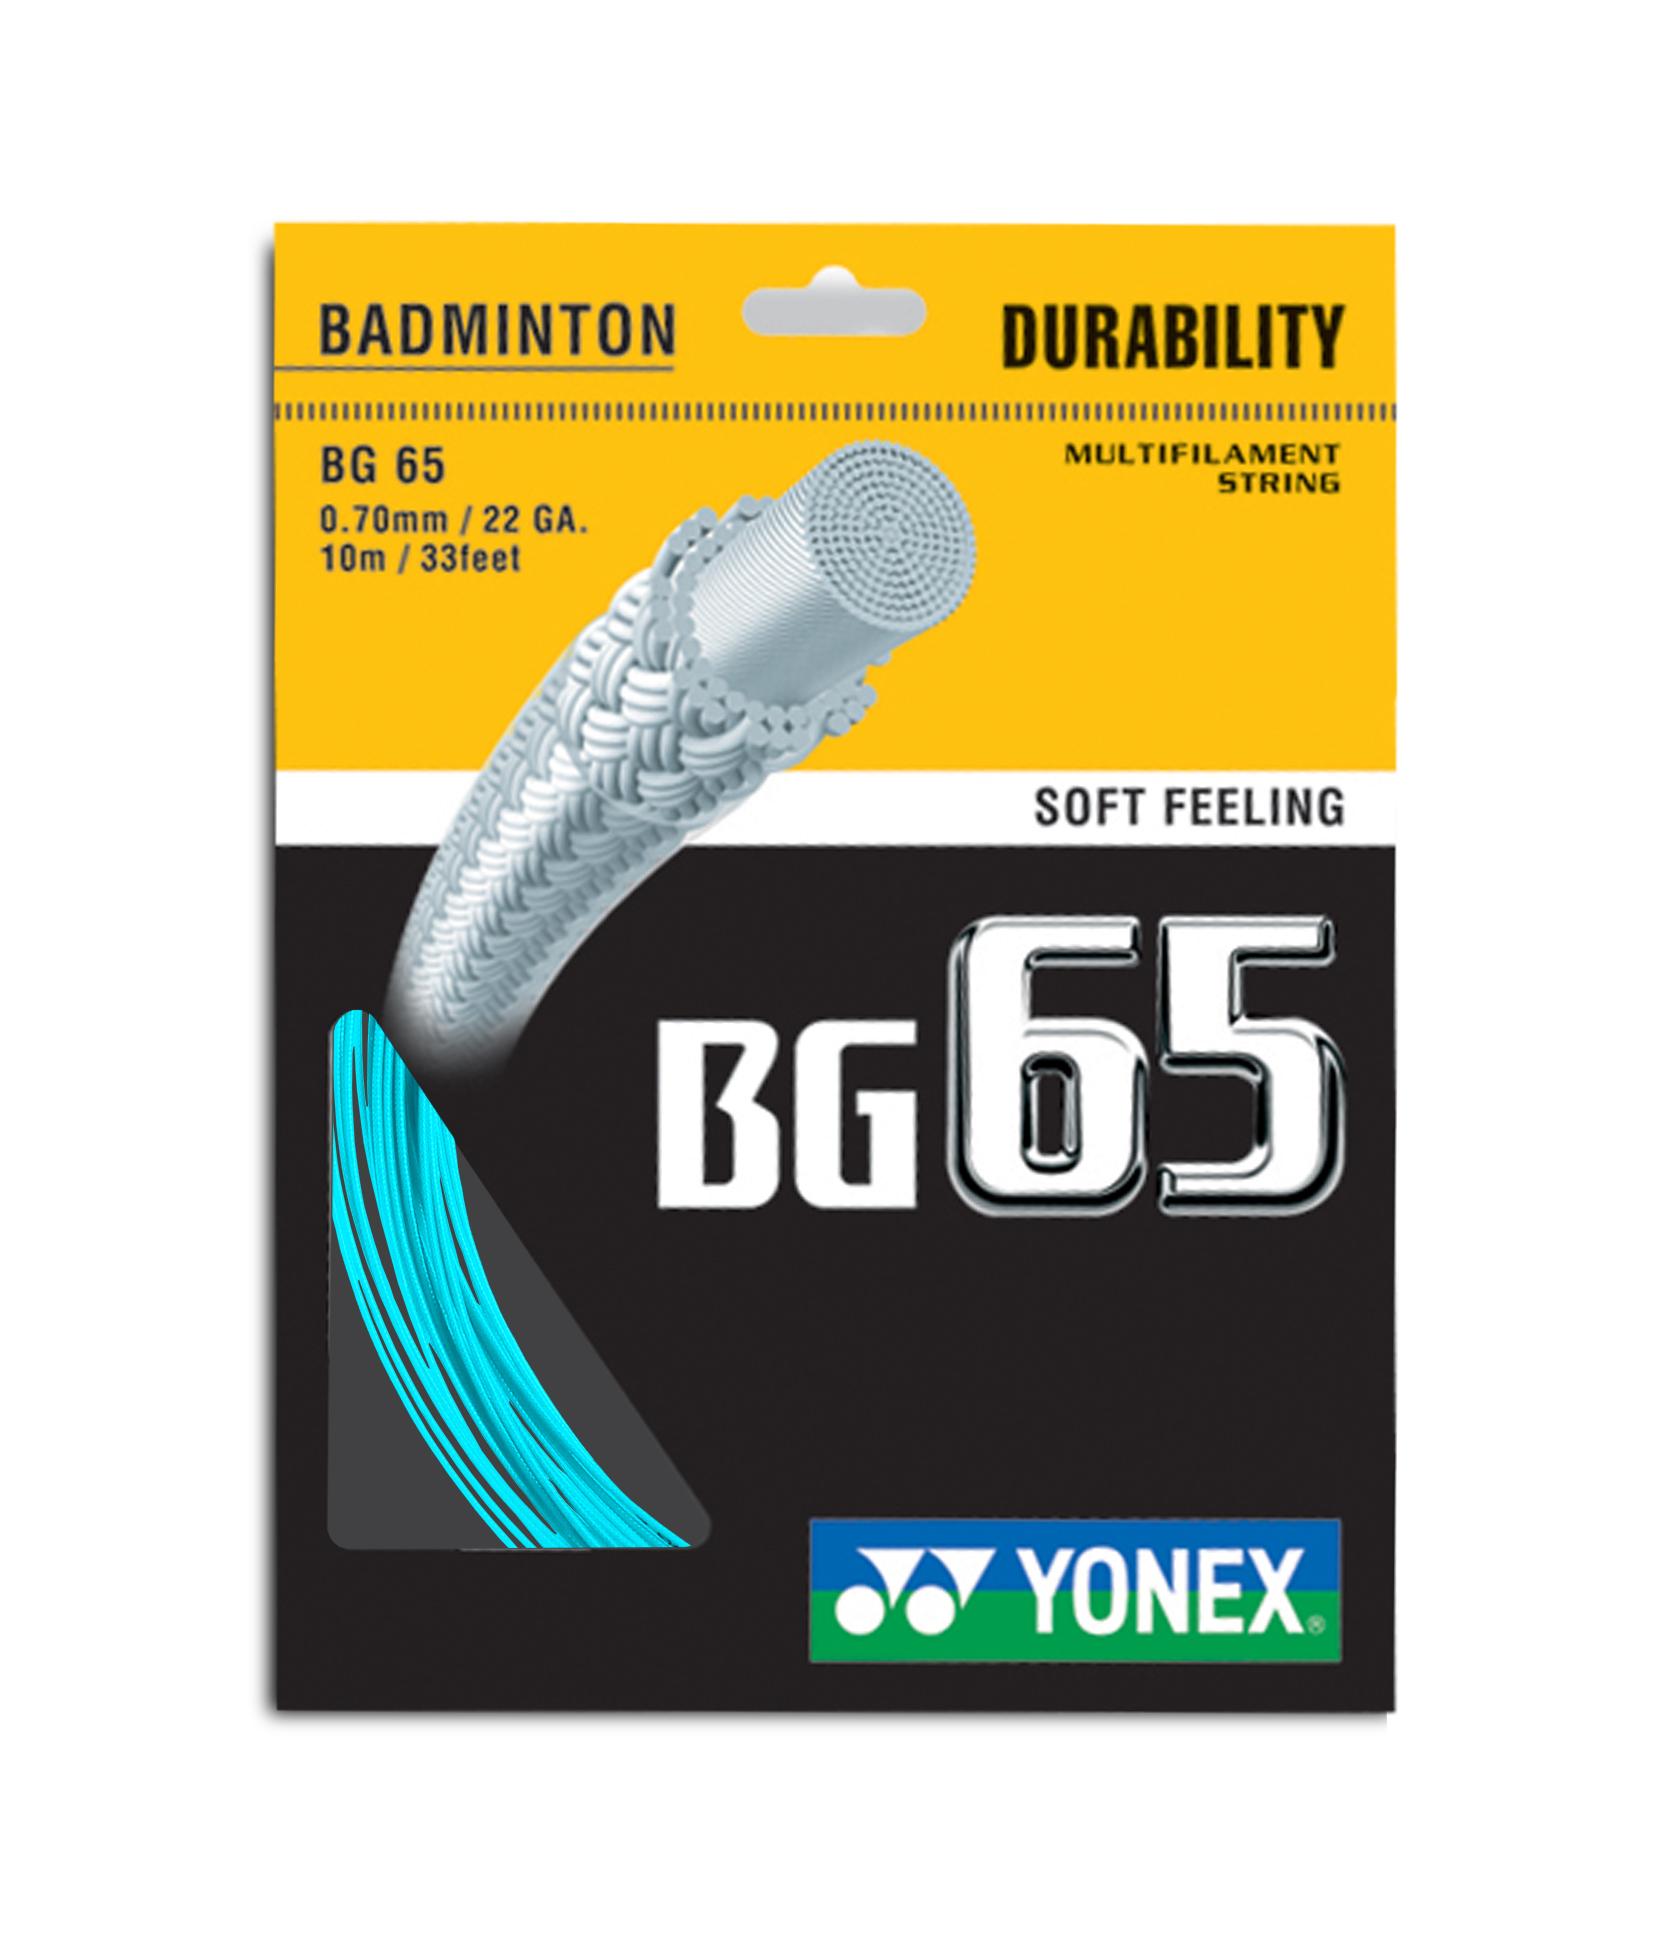 BADMINTON
DURABILITY
BG 65
0.70mm / 22 GA.
10m / 33feet
MULTIFILAMENT
STRING
SOFT FEELING
BG65
YONEX®